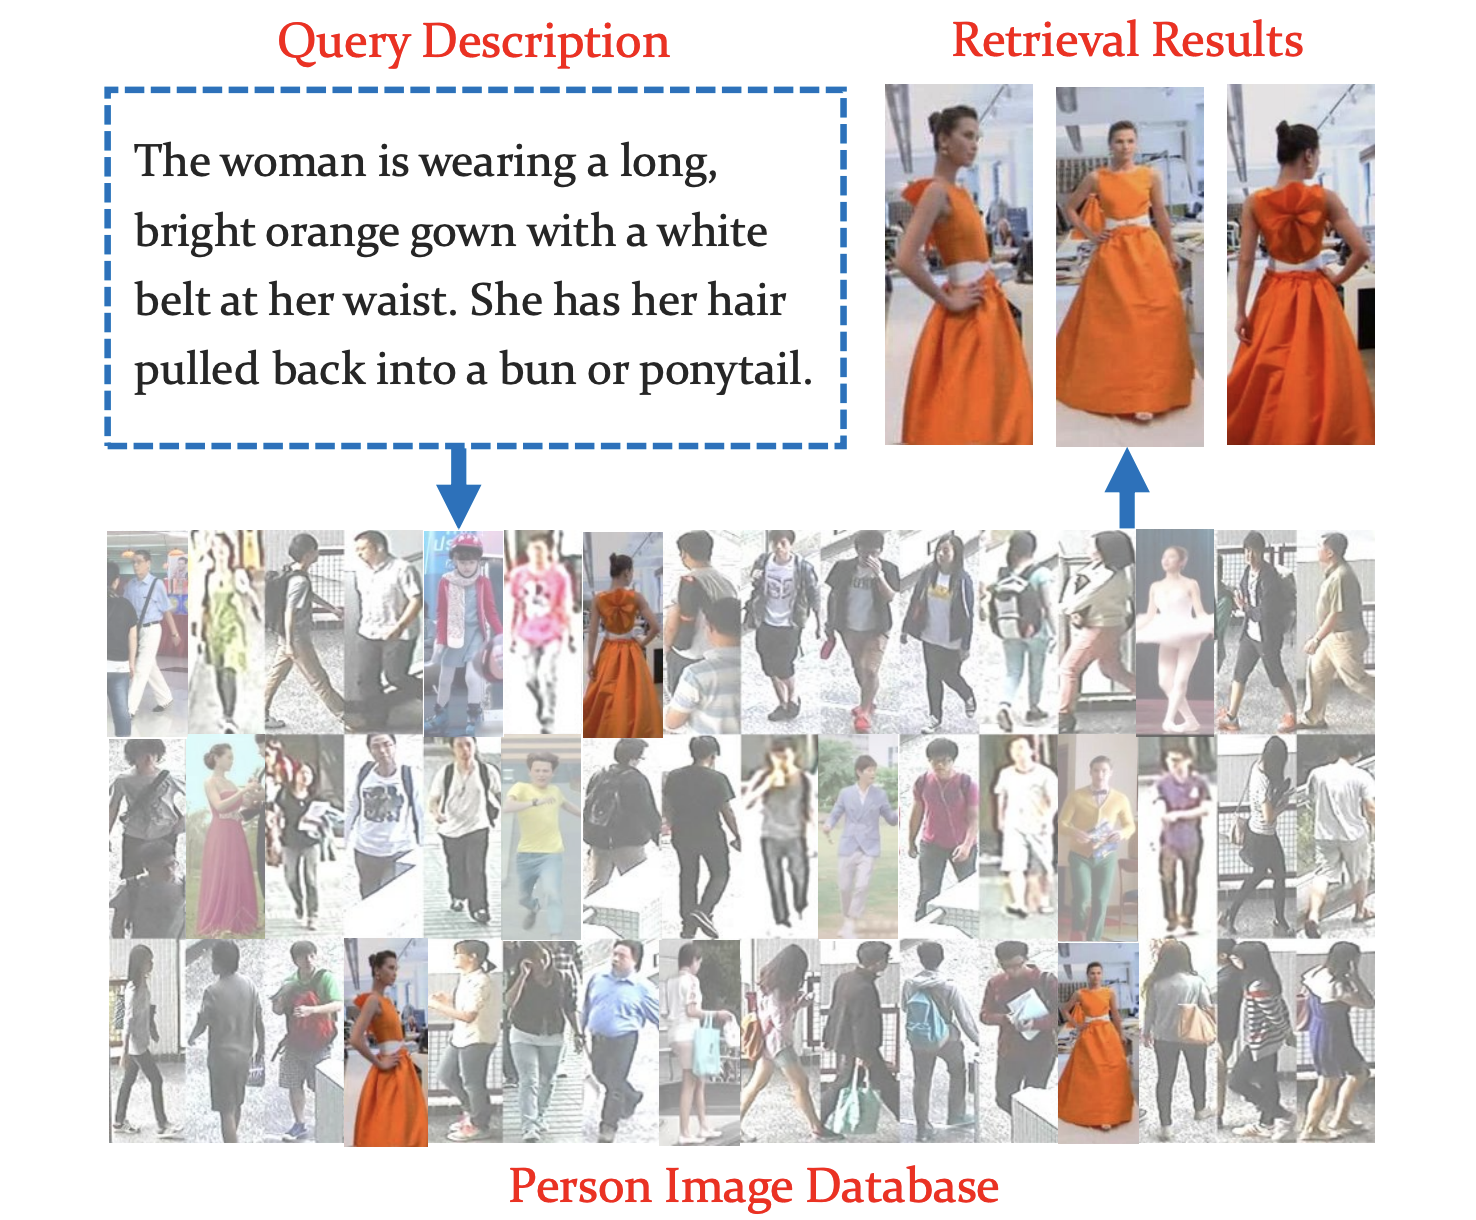 Query Description
Retrieval Results
The woman is wearing a long,
bright orange gown with a white
belt at her waist. She has her hair
pulled back into a bun or ponytail.
Person Image Database